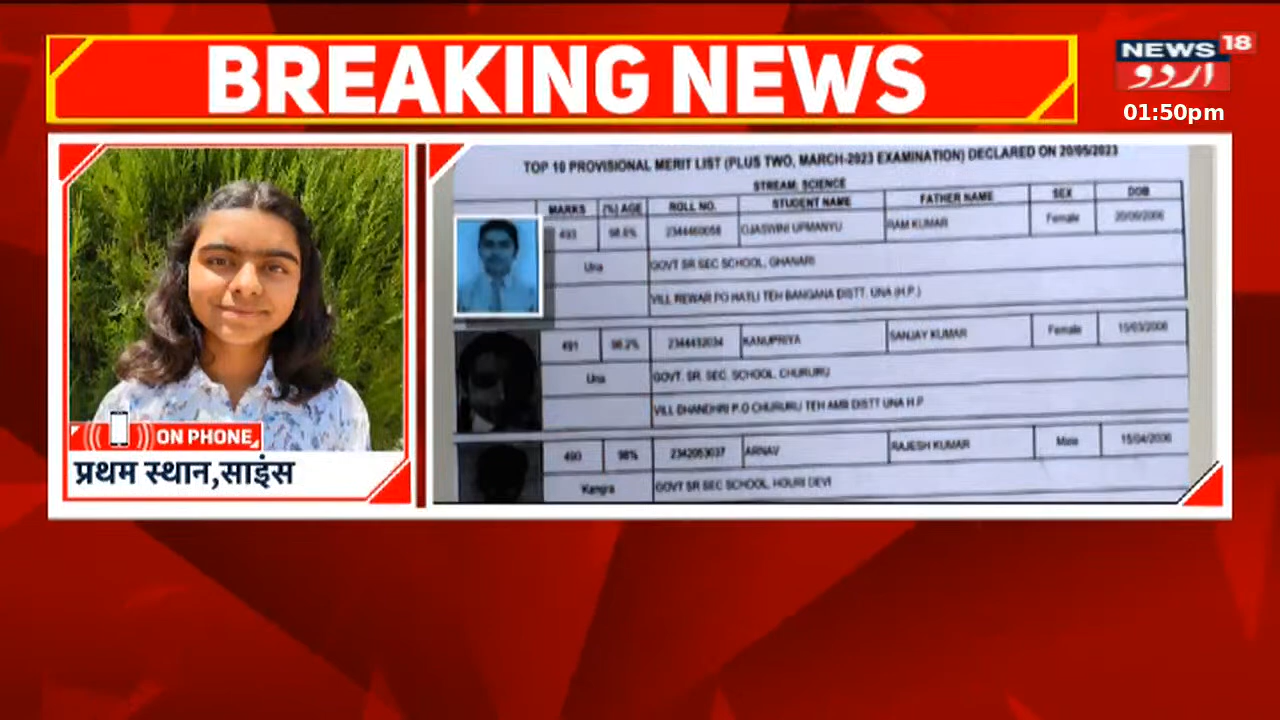 BREAKING NEWS
NEWS 18
اردو
01:50pm
TOP 10 PROVISIONAL MERIT LIST (PLUS TWO, MARCH-2023 EXAMINATION) DECLARED ON 20/05/2023
STREAM: SCIENCE
MARKS (%) AGE ROLL NO. STUDENT NAME FATHER NAME SEX DOB
493 98.6% OJASWINI UPMANYU RAM KUMAR Female
Una GOVT SR SEC SCHOOL, GHANARI
VILL REWAR PO HATLI TEH BANGANA DISTT. UNA (H.P.)
491 98.2% 2344432034 KANUPRIYA SANJAY KUMAR Female 15/03/2006
Una GOVT. SR. SEC. SCHOOL, CHURURU
VILL BHANDHRI P.O CHURURU TEH AMB DISTT UNA H.P
490 98% 2342053037 ARNAV RAJESH KUMAR Male 15/04/2006
Kangra GOVT SR SEC SCHOOL, HOURI DEVI
ON PHONE
प्रथम स्थान,साइंस